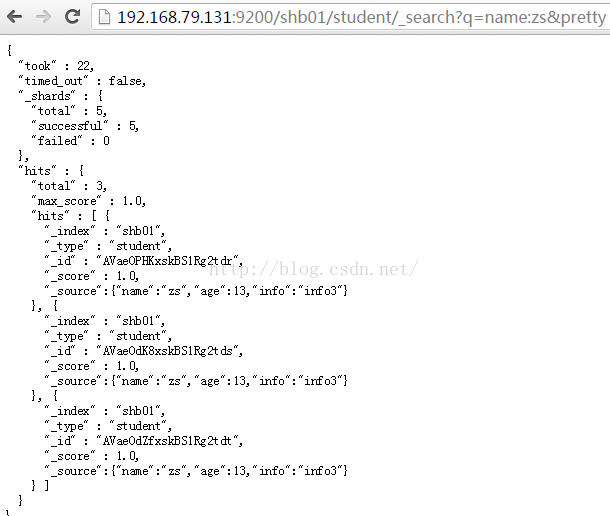 192.168.79.131:9200/shb01/student/_search?q=name:zs&pretty
{
  "took" : 22,
  "timed_out" : false,
  "_shards" : {
    "total" : 5,
    "successful" : 5,
    "failed" : 0
  },
  "hits" : {
    "total" : 3,
    "max_score" : 1.0,
    "hits" : [ {
      "_index" : "shb01",
      "_type" : "student",
      "_id" : "AVaeOPHKxskBS1Rg2tdr",
      "_score" : 1.0,
http://blog.csdn.net/
      "_source":{"name":"zs","age":13,"info":"info3"}
    }, {
      "_index" : "shb01",
      "_type" : "student",
      "_id" : "AVaeOdK8xskBS1Rg2tds",
      "_score" : 1.0,
      "_source":{"name":"zs","age":13,"info":"info3"}
    }, {
      "_index" : "shb01",
      "_type" : "student",
      "_id" : "AVaeOdZfxskBS1Rg2tdt",
      "_score" : 1.0,
      "_source":{"name":"zs","age":13,"info":"info3"}
    } ]
  }
}